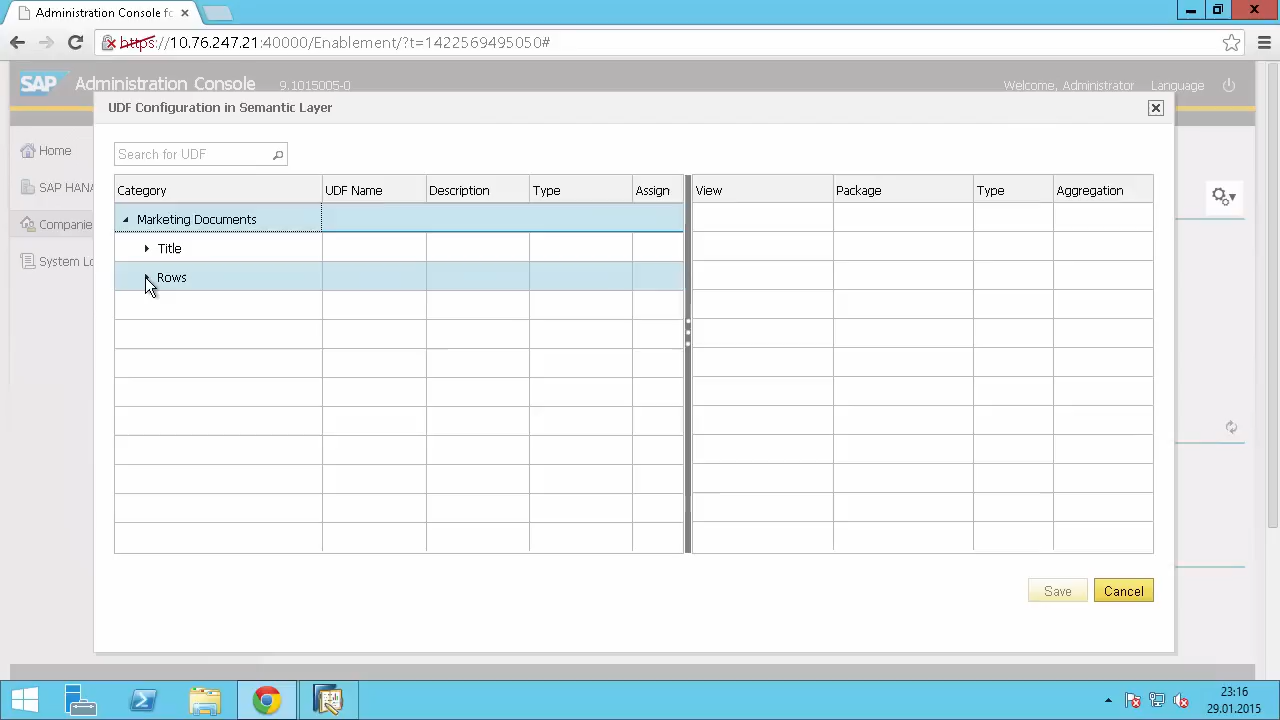 Administration Console fo
https://10.76.247.21:40000/Enablement/?t=1422569495050#
SAP Administration Console 9.1015005-0 Welcome, Administrator Language
UDF Configuration in Semantic Layer
Home
SAP HANA
Companie
System Lo
Search for UDF
Category UDF Name Description Type Assign View Package Type Aggregation
Marketing Documents
Title
Rows
Save Cancel
23:16
29.01.2015